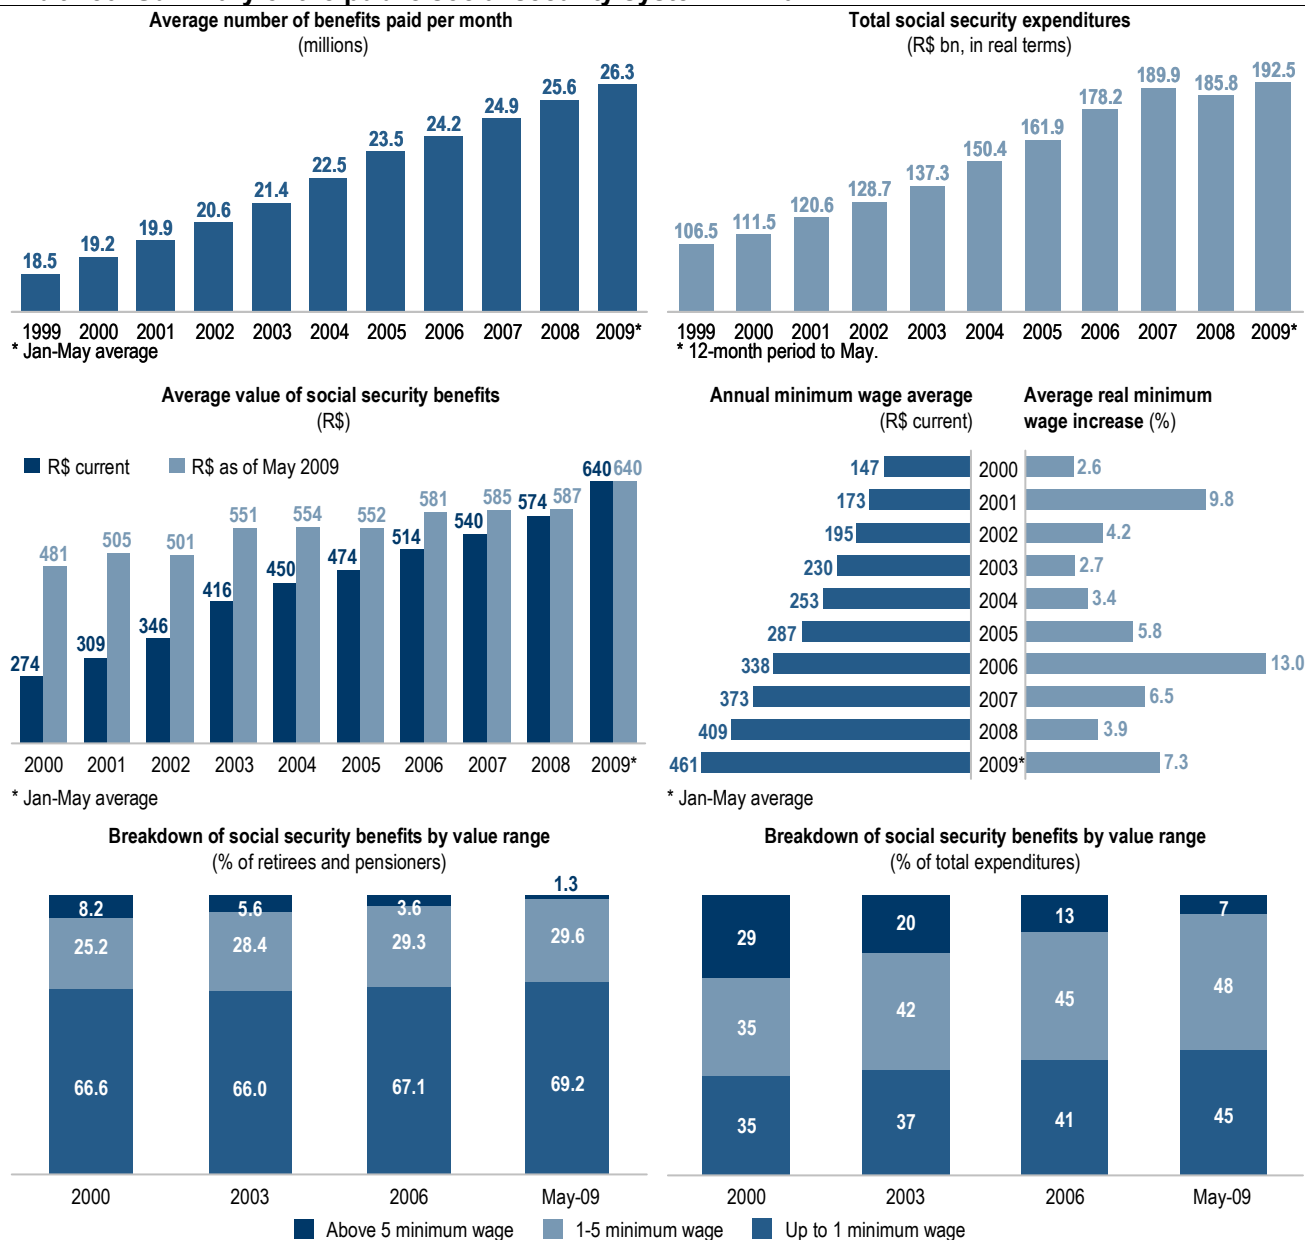 Average number of benefits paid per month
(millions)
18.5
19.2
19.9
20.6
21.4
22.5
23.5
24.2
24.9
25.6
26.3
1999 2000 2001 2002 2003 2004 2005 2006 2007 2008 2009*
* Jan-May average
Total social security expenditures
(R$ bn, in real terms)
106.5
111.5
120.6
128.7
137.3
150.4
161.9
178.2
189.9
185.8
192.5
1999 2000 2001 2002 2003 2004 2005 2006 2007 2008 2009*
* 12-month period to May.
Average value of social security benefits
(R$)
R$ current R$ as of May 2009
274 481
309 505
346 501
416 551
450 554
474 552
514 581
540 585
574 587
640 640
2000 2001 2002 2003 2004 2005 2006 2007 2008 2009*
* Jan-May average
Annual minimum wage average
(R$ current)
Average real minimum
wage increase (%)
147 2000 2.6
173 2001 9.8
195 2002 4.2
230 2003 2.7
253 2004 3.4
287 2005 5.8
338 2006 13.0
373 2007 6.5
409 2008 3.9
461 2009* 7.3
* Jan-May average
Breakdown of social security benefits by value range
(% of retirees and pensioners)
8.2 5.6 3.6 1.3
25.2 28.4 29.3 29.6
66.6 66.0 67.1 69.2
2000 2003 2006 May-09
Breakdown of social security benefits by value range
(% of total expenditures)
29 20 13 7
35 42 45 48
35 37 41 45
2000 2003 2006 May-09
Above 5 minimum wage 1-5 minimum wage Up to 1 minimum wage